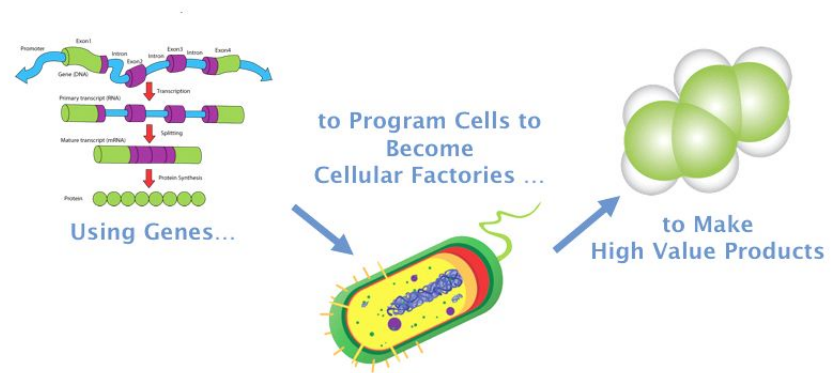 Promoter
Exon1
Intron
Exon2
Intron
Exon3
Intron
Exon4
Gene (DNA)
Transcription
Primary transcript (RNA)
Splitting
Mature transcript (mRNA)
Protein Synthesis
Protein
Using Genes...
to Program Cells to
Become
Cellular Factories ...
to Make
High Value Products